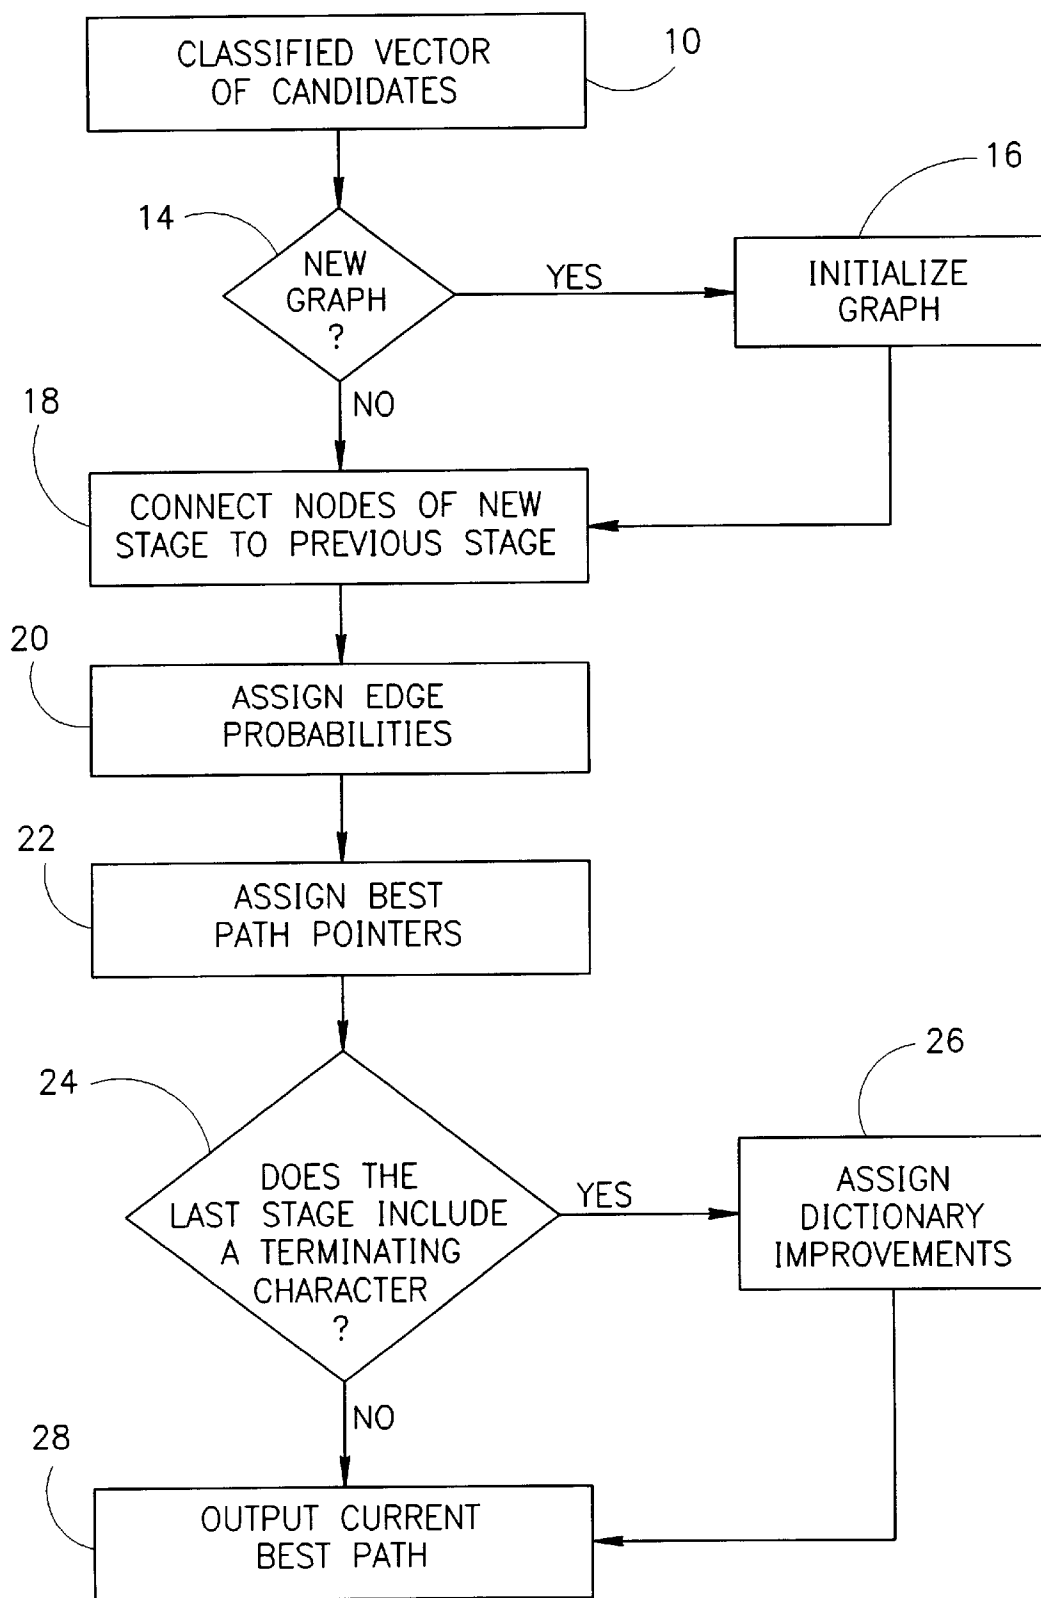 CLASSIFIED VECTOR
OF CANDIDATES
10
14
NEW
GRAPH
?
YES
16
INITIALIZE
GRAPH
NO
18
CONNECT NODES OF NEW
STAGE TO PREVIOUS STAGE
20
ASSIGN EDGE
PROBABILITIES
22
ASSIGN BEST
PATH POINTERS
24
DOES THE
LAST STAGE INCLUDE
A TERMINATING
CHARACTER
?
YES
26
ASSIGN
DICTIONARY
IMPROVEMENTS
NO
28
OUTPUT CURRENT
BEST PATH